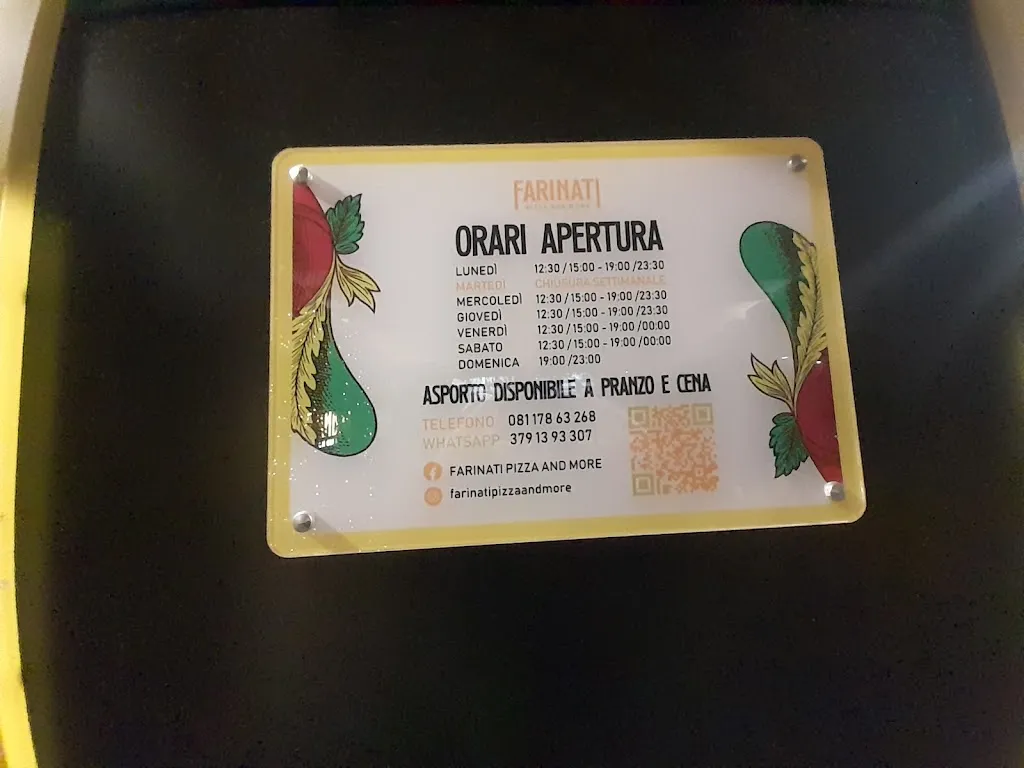 FARINATI
ORARI APERTURA
LUNEDÌ 12:30 / 15:00 - 19:00 /23:30
MARTEDÌ CHIUSURA SETTIMANALE
MERCOLEDÌ 12:30 / 15:00 - 19:00 /23:30
GIOVEDÌ 12:30 / 15:00 - 19:00 /23:30
VENERDÌ 12:30 / 15:00 - 19:00 /00:00
SABATO 12:30 / 15:00 - 19:00 /00:00
DOMENICA 19:00 /23:00
ASPORTO DISPONIBILE A PRANZO E CENA
TELEFONO 081 178 63 268
WHATSAPP 379 13 93 307
FARINATI PIZZA AND MORE
farinatipizzaandmore